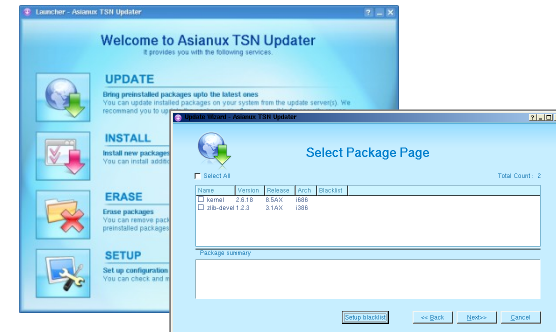 Launcher - Asianux TSN Updater
Welcome to Asianux TSN Updater
It provides you with the following services.
UPDATE
Bring preinstalled packages upto the latest ones
You can update installed packages on your system from the update server(s). We
recommend you to
INSTALL
Install new packages
You can install
ERASE
Erase packages
You can remove
preinstalled packages
SETUP
Set up configuration
You can check and
Update Wizard - Asianux TSN Updater
Select Package Page
Select All
Total Count : 2
Name Version Release Arch Blacklist
kernel 2.6.18 8.5AX i686
zlib-devel 1.2.3 3.1AX i386
Package summary
Setup blacklist
<< Back
Next>>
Cancel